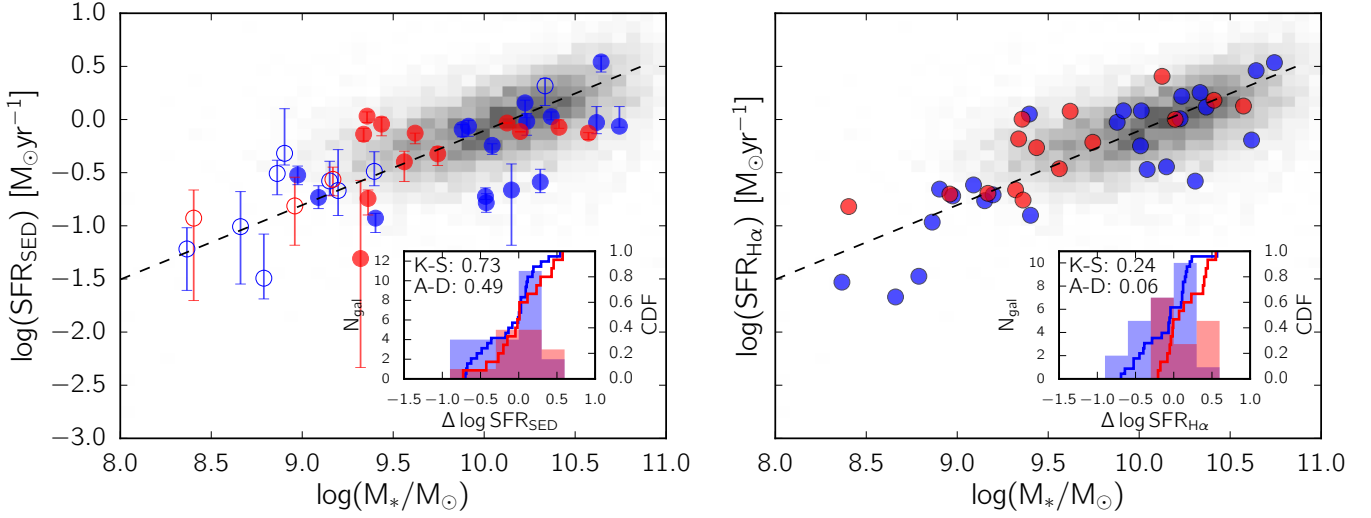 log(SFR_SED) [M⊙yr⁻¹]
1.0
0.5
0.0
−0.5
−1.0
−1.5
−2.0
−2.5
−3.0
8.0 8.5 9.0 9.5 10.0 10.5 11.0
log(M*/M⊙)
K-S: 0.73
A-D: 0.49
N_gal
12
10
8
6
4
2
0
CDF
1.0
0.8
0.6
0.4
0.2
0.0
−1.5 −1.0 −0.5 0.0 0.5 1.0
Δ log SFR_SED
log(SFR_Hα) [M⊙yr⁻¹]
8.0 8.5 9.0 9.5 10.0 10.5 11.0
log(M*/M⊙)
K-S: 0.24
A-D: 0.06
N_gal
10
8
6
4
2
0
CDF
1.0
0.8
0.6
0.4
0.2
0.0
−1.5 −1.0 −0.5 0.0 0.5 1.0
Δ log SFR_Hα